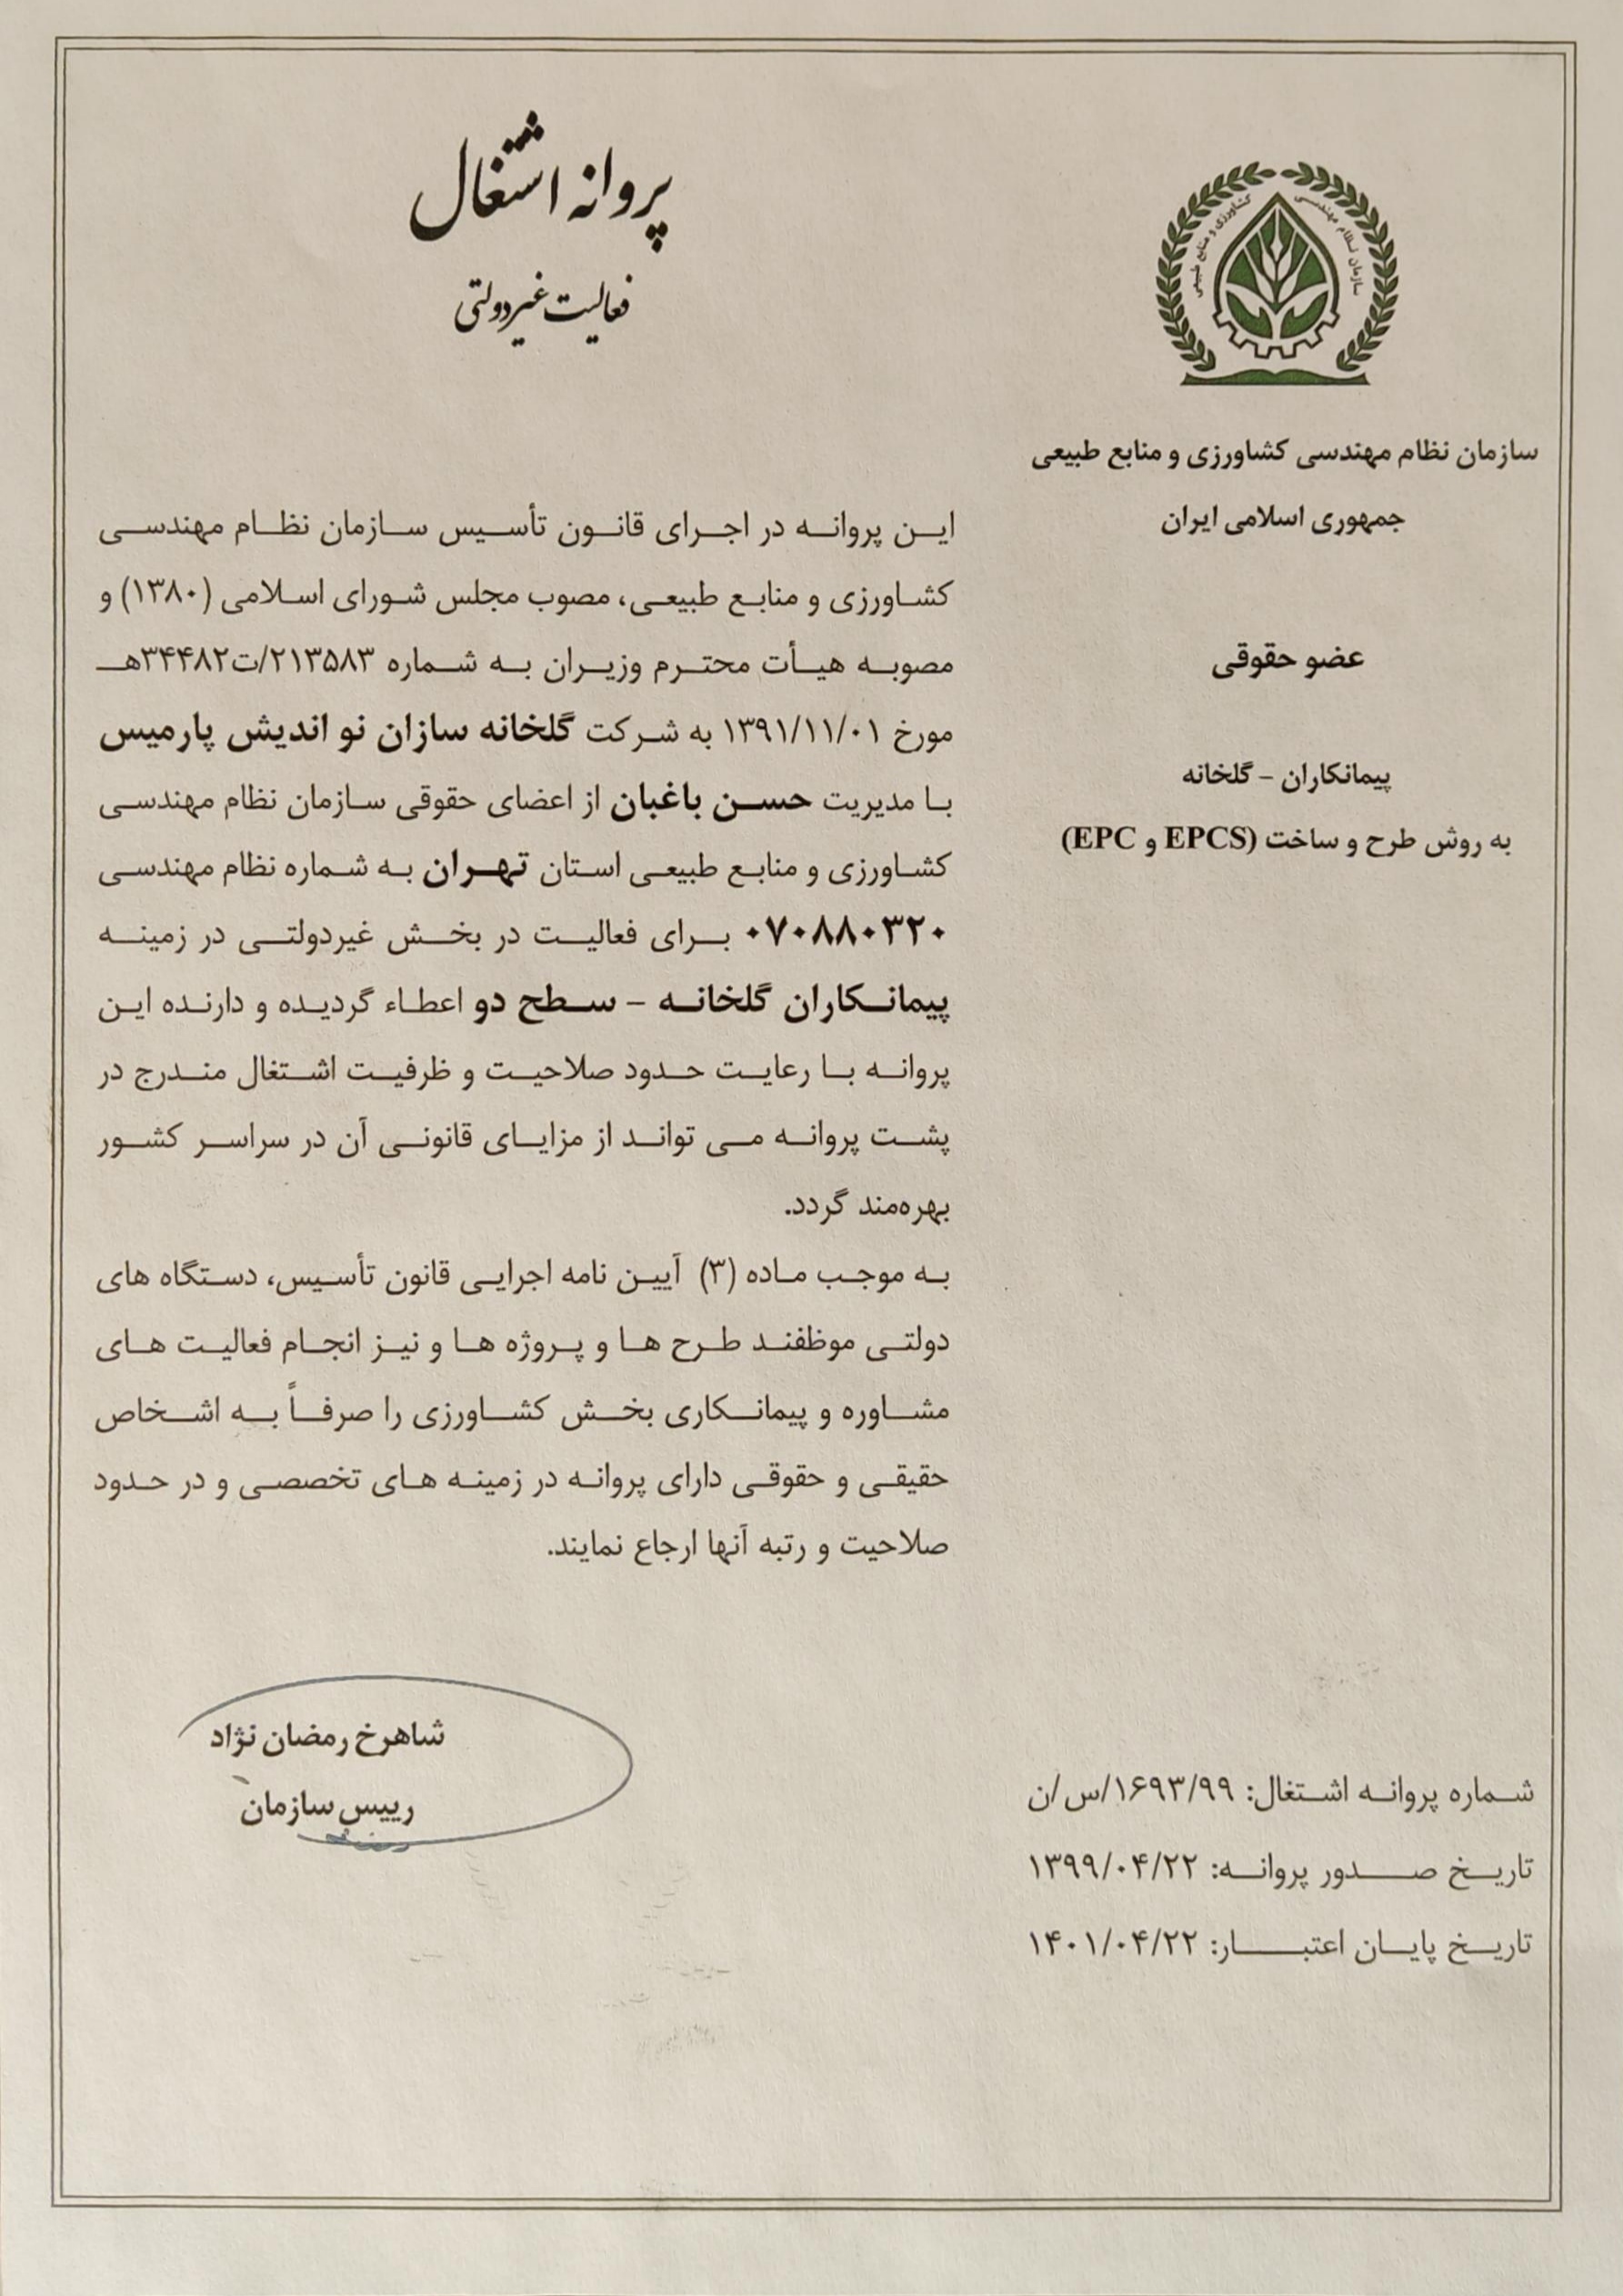 پروانه اشتغال
فعالیت غیردولتی
سازمان نظام مهندسی کشاورزی و منابع طبیعی
سازمان نظام مهندسی کشاورزی و منابع طبیعی
جمهوری اسلامی ایران
عضو حقوقی
پیمانکاران - گلخانه
به روش طرح و ساخت (EPCS و EPC)
این پروانه در اجرای قانون تأسیس سازمان نظام مهندسی
کشاورزی و منابع طبیعی، مصوب مجلس شورای اسلامی (۱۳۸۰) و
مصوبه هیأت محترم وزیران به شماره ۲۱۳۵۸۳/ت۳۴۴۸۲هـ
مورخ ۱۳۹۱/۱۱/۰۱ به شرکت گلخانه سازان نو اندیش پارمیس
با مدیریت حسن باغبان از اعضای حقوقی سازمان نظام مهندسی
کشاورزی و منابع طبیعی استان تهران به شماره نظام مهندسی
۰۷۰۸۸۰۳۲۰ برای فعالیت در بخش غیردولتی در زمینه
پیمانکاران گلخانه - سطح دو اعطاء گردیده و دارنده این
پروانه با رعایت حدود صلاحیت و ظرفیت اشتغال مندرج در
پشت پروانه می تواند از مزایای قانونی آن در سراسر کشور
بهره‌مند گردد.
به موجب ماده (۳) آیین نامه اجرایی قانون تأسیس، دستگاه های
دولتی موظفند طرح ها و پروژه ها و نیز انجام فعالیت های
مشاوره و پیمانکاری بخش کشاورزی را صرفاً به اشخاص
حقیقی و حقوقی دارای پروانه در زمینه های تخصصی و در حدود
صلاحیت و رتبه آنها ارجاع نمایند.
شاهرخ رمضان نژاد
رییس سازمان
شماره پروانه اشتغال: ۱۶۹۳/۹۹/س/ن
تاریخ صدور پروانه: ۱۳۹۹/۰۴/۲۲
تاریخ پایان اعتبار: ۱۴۰۱/۰۴/۲۲